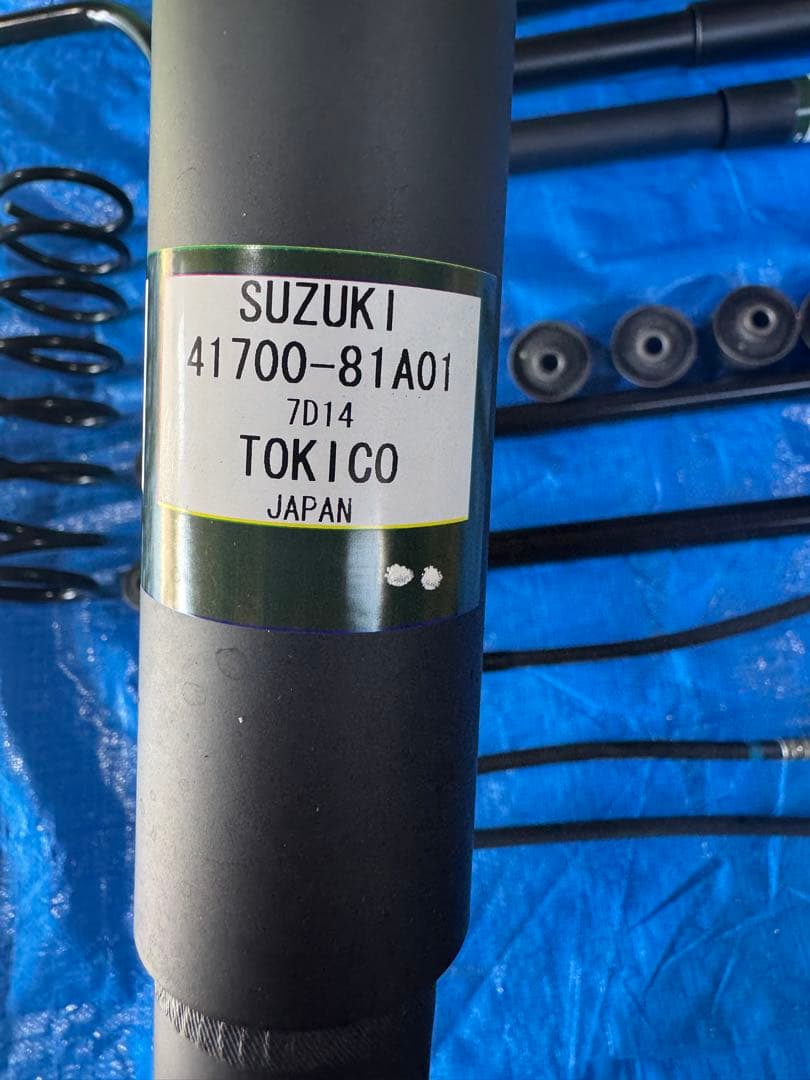 SUZUKI
41700-81A01
7D14
TOKICO
JAPAN